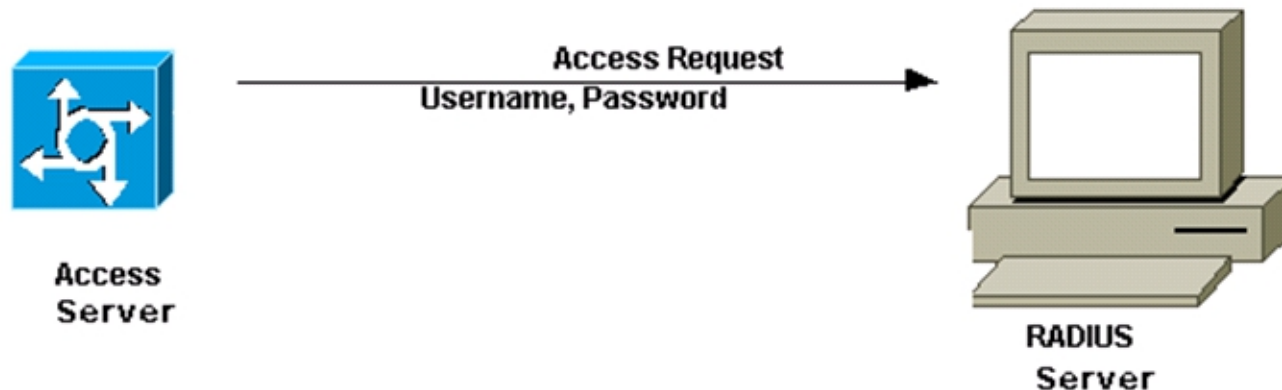 Access Request
Username, Password
Access
Server
RADIUS
Server